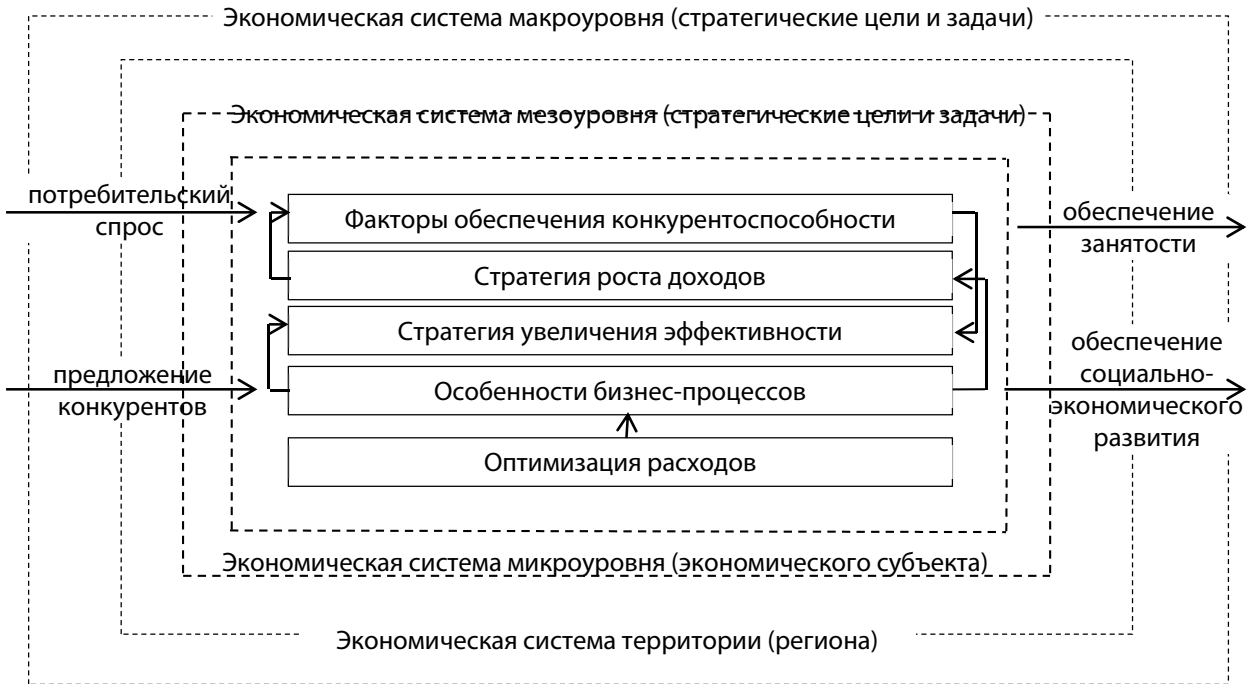 Экономическая система макроуровня (стратегические цели и задачи)
Экономическая система мезоуровня (стратегические цели и задачи)
потребительский
спрос
Факторы обеспечения конкурентоспособности
Стратегия роста доходов
Стратегия увеличения эффективности
Особенности бизнес-процессов
Оптимизация расходов
предложение
конкурентов
обеспечение
занятости
обеспечение
социально-
экономического
развития
Экономическая система микроуровня (экономического субъекта)
Экономическая система территории (региона)